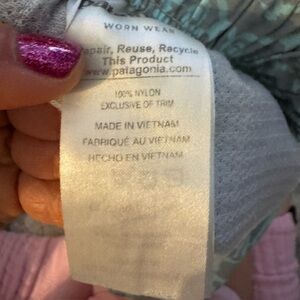 WORN WEAR
Repair, Reuse, Recycle
This Product
www.patagonia.com
100% NYLON
EXCLUSIVE OF TRIM
MADE IN VIETNAM
FABRIQUÉ AU VIETNAM
HECHO EN VIETNAM